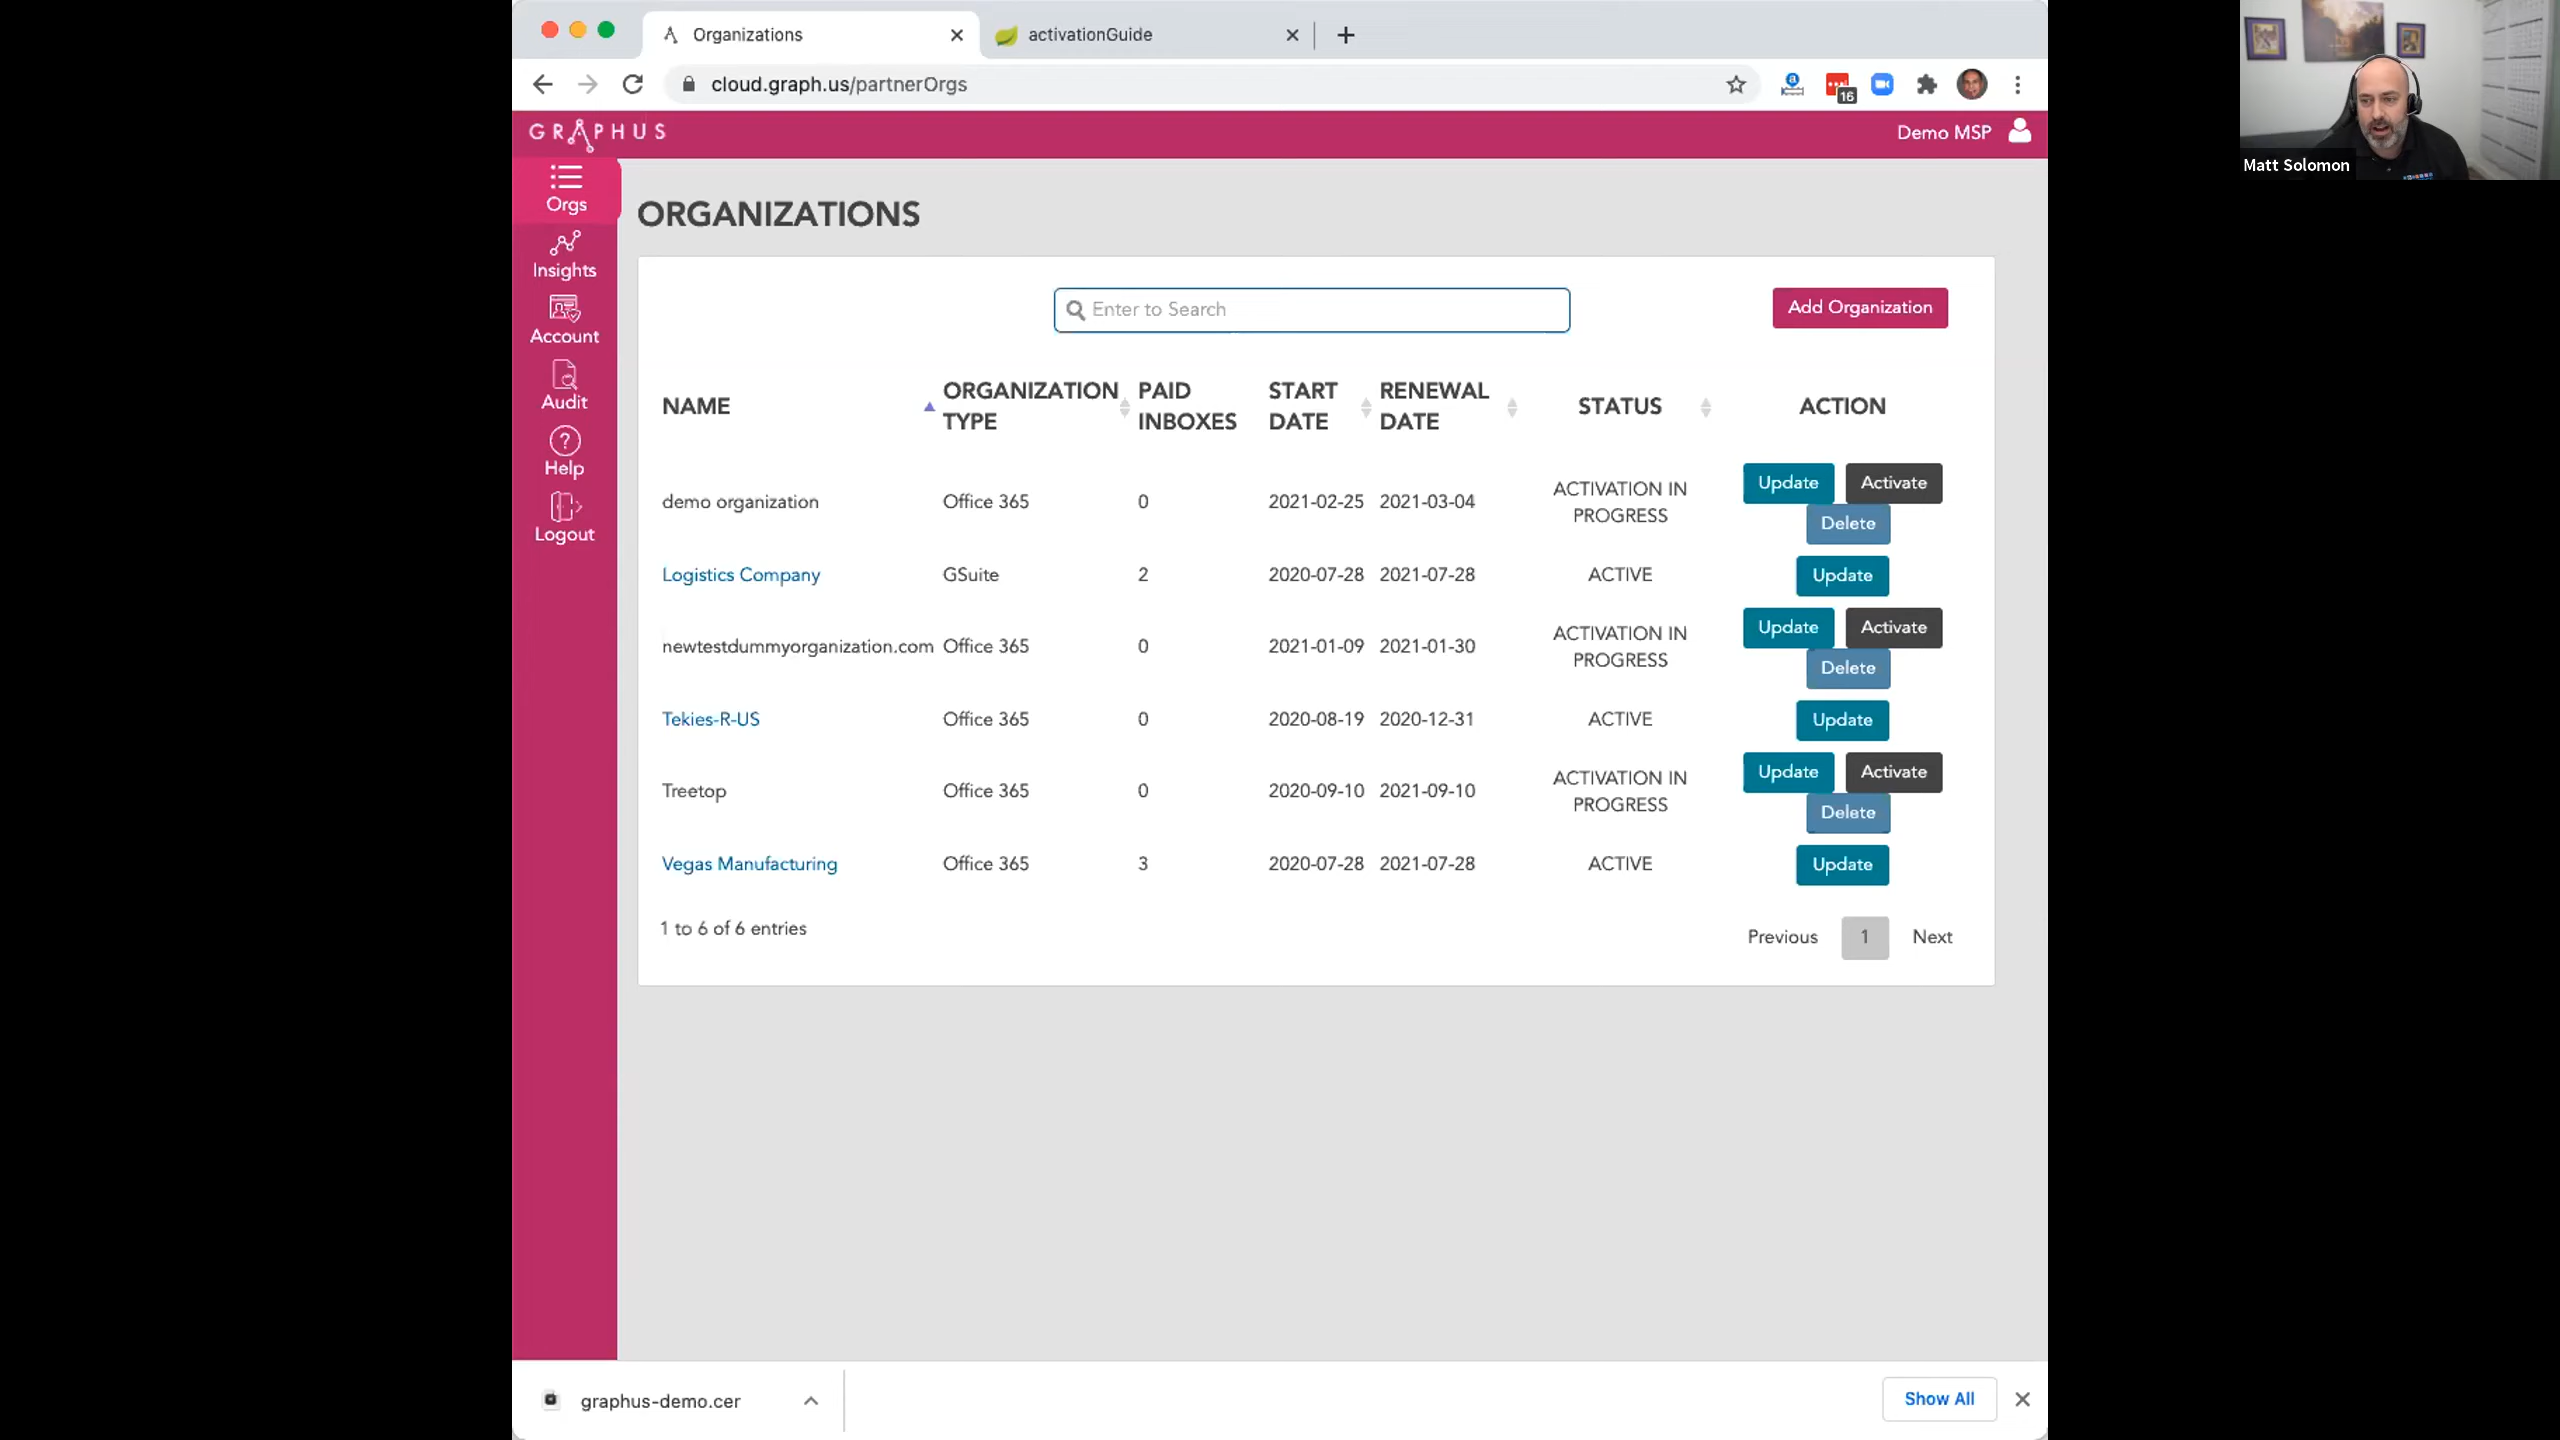 Organizations
activationGuide
cloud.graph.us/partnerOrgs
16
GRAPHUS
Demo MSP
Matt Solomon
Orgs
Insights
Account
Audit
Help
Logout
ORGANIZATIONS
Enter to Search
Add Organization
NAME
ORGANIZATION
TYPE
PAID
INBOXES
START
DATE
RENEWAL
DATE
STATUS
ACTION
demo organization Office 365 0 2021-02-25 2021-03-04
ACTIVATION IN
PROGRESS
Update Activate
Delete
Logistics Company GSuite 2 2020-07-28 2021-07-28 ACTIVE Update
newtestdummyorganization.com Office 365 0 2021-01-09 2021-01-30
ACTIVATION IN
PROGRESS
Update Activate
Delete
Tekies-R-US Office 365 0 2020-08-19 2020-12-31 ACTIVE Update
Treetop Office 365 0 2020-09-10 2021-09-10
ACTIVATION IN
PROGRESS
Update Activate
Delete
Vegas Manufacturing Office 365 3 2020-07-28 2021-07-28 ACTIVE Update
1 to 6 of 6 entries
Previous 1 Next
graphus-demo.cer
Show All